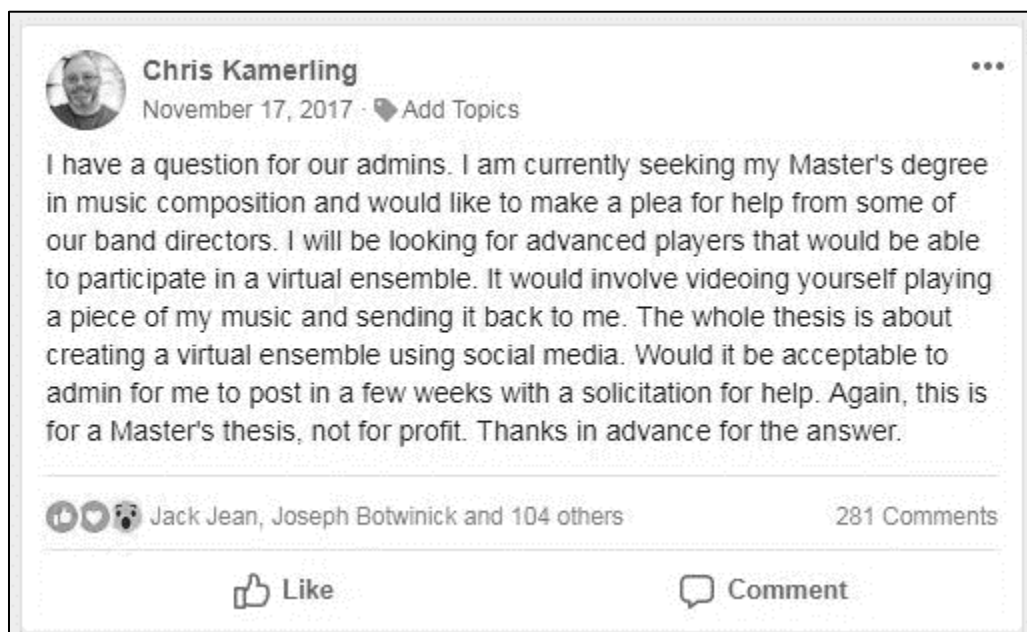 Chris Kamerling
November 17, 2017 · Add Topics
I have a question for our admins. I am currently seeking my Master's degree
in music composition and would like to make a plea for help from some of
our band directors. I will be looking for advanced players that would be able
to participate in a virtual ensemble. It would involve videoing yourself playing
a piece of my music and sending it back to me. The whole thesis is about
creating a virtual ensemble using social media. Would it be acceptable to
admin for me to post in a few weeks with a solicitation for help. Again, this is
for a Master's thesis, not for profit. Thanks in advance for the answer.
Jack Jean, Joseph Botwinick and 104 others 281 Comments
Like Comment